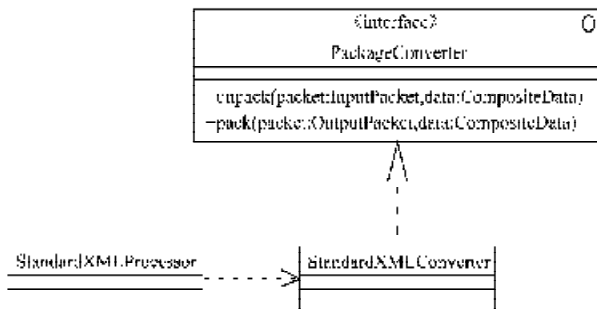 «interface»
PackageConverter
unpack(packet:InputPacket,data:CompositeData)
+pack(packet:OutputPacket,data:CompositeData)
StandardXMLProcessor
StandardXMLConverter